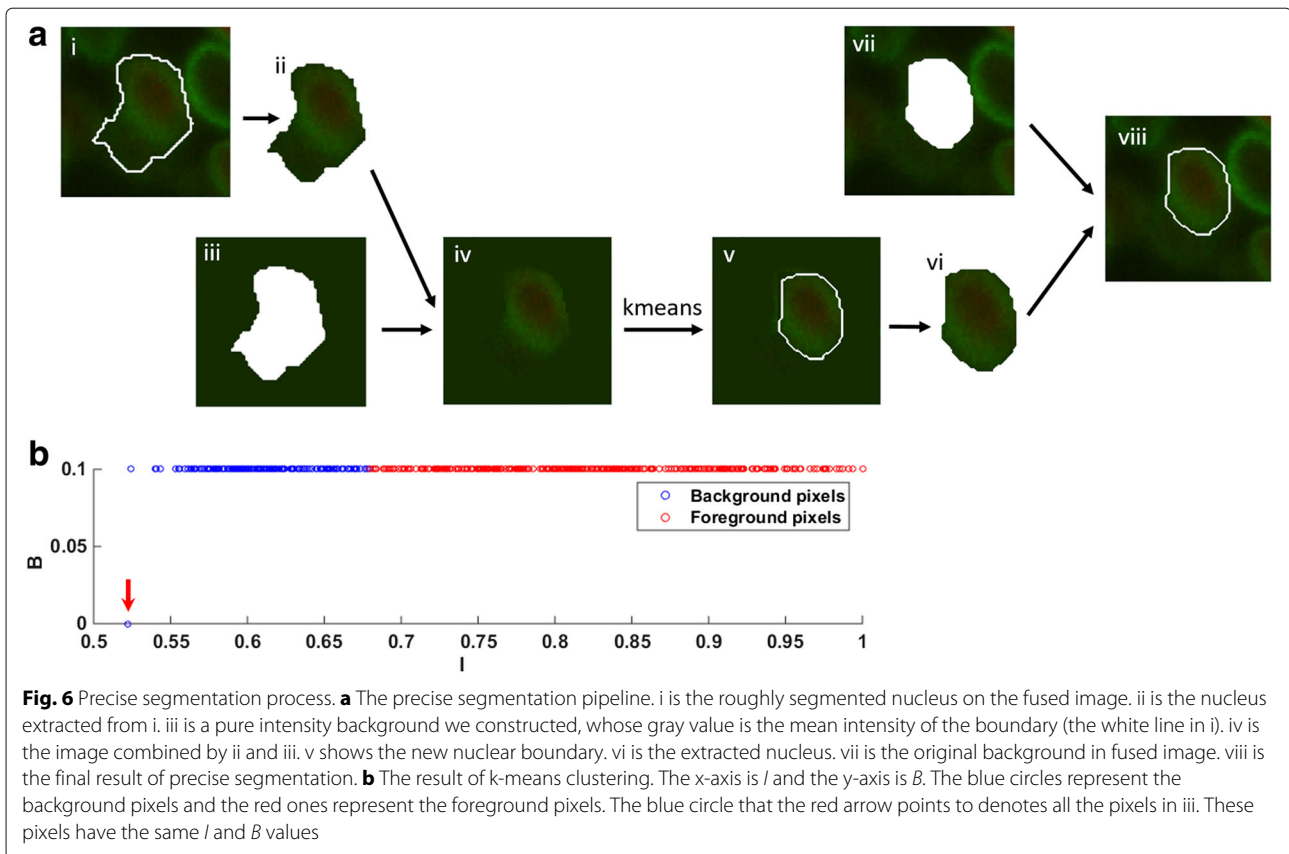 a
i
ii
vii
viii
iii
iv
kmeans
v
vi
b
0.1
0.05
0
B
Background pixels
Foreground pixels
0.5 0.55 0.6 0.65 0.7 0.75 0.8 0.85 0.9 0.95 1
I
Fig. 6 Precise segmentation process. a The precise segmentation pipeline. i is the roughly segmented nucleus on the fused image. ii is the nucleus
extracted from i. iii is a pure intensity background we constructed, whose gray value is the mean intensity of the boundary (the white line in i). iv is
the image combined by ii and iii. v shows the new nuclear boundary. vi is the extracted nucleus. vii is the original background in fused image. viii is
the final result of precise segmentation. b The result of k-means clustering. The x-axis is I and the y-axis is B. The blue circles represent the
background pixels and the red ones represent the foreground pixels. The blue circle that the red arrow points to denotes all the pixels in iii. These
pixels have the same I and B values